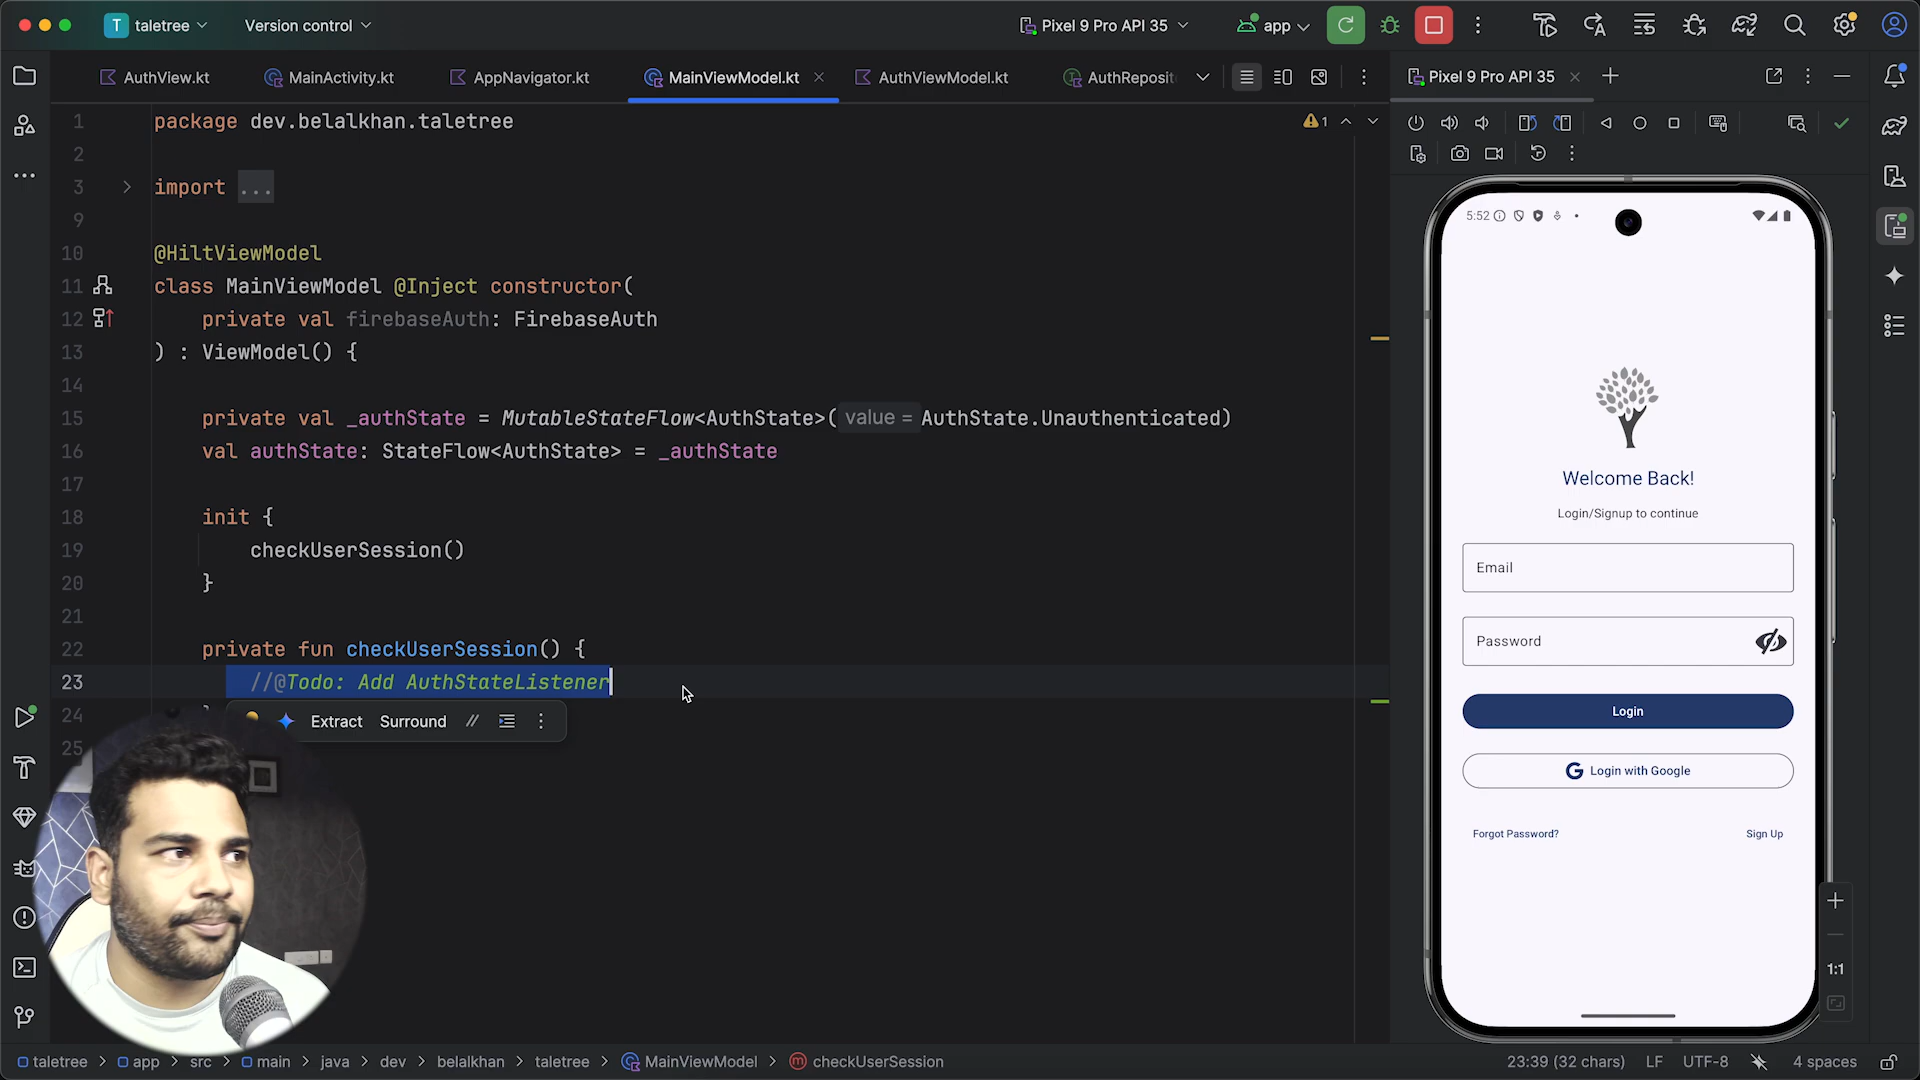 T taletree
Version control
Pixel 9 Pro API 35
app
AuthView.kt
MainActivity.kt
AppNavigator.kt
MainViewModel.kt
AuthViewModel.kt
AuthReposit
Pixel 9 Pro API 35
1 package dev.belalkhan.taletree
1
2
3 import ...
9
10 @HiltViewModel
11 class MainViewModel @Inject constructor(
12 private val firebaseAuth: FirebaseAuth
13 ) : ViewModel() {
14
15 private val _authState = MutableStateFlow<AuthState>( value = AuthState.Unauthenticated)
16 val authState: StateFlow<AuthState> = _authState
17
18 init {
19 checkUserSession()
20 }
21
22 private fun checkUserSession() {
23 //@Todo: Add AuthStateListener
24
Extract Surround //
25
5:52
Welcome Back!
Login/Signup to continue
Email
Password
Login
G Login with Google
Forgot Password?
Sign Up
1:1
taletree > app > src > main > java > dev > belalkhan > taletree > MainViewModel > m checkUserSession
23:39 (32 chars) LF UTF-8 4 spaces